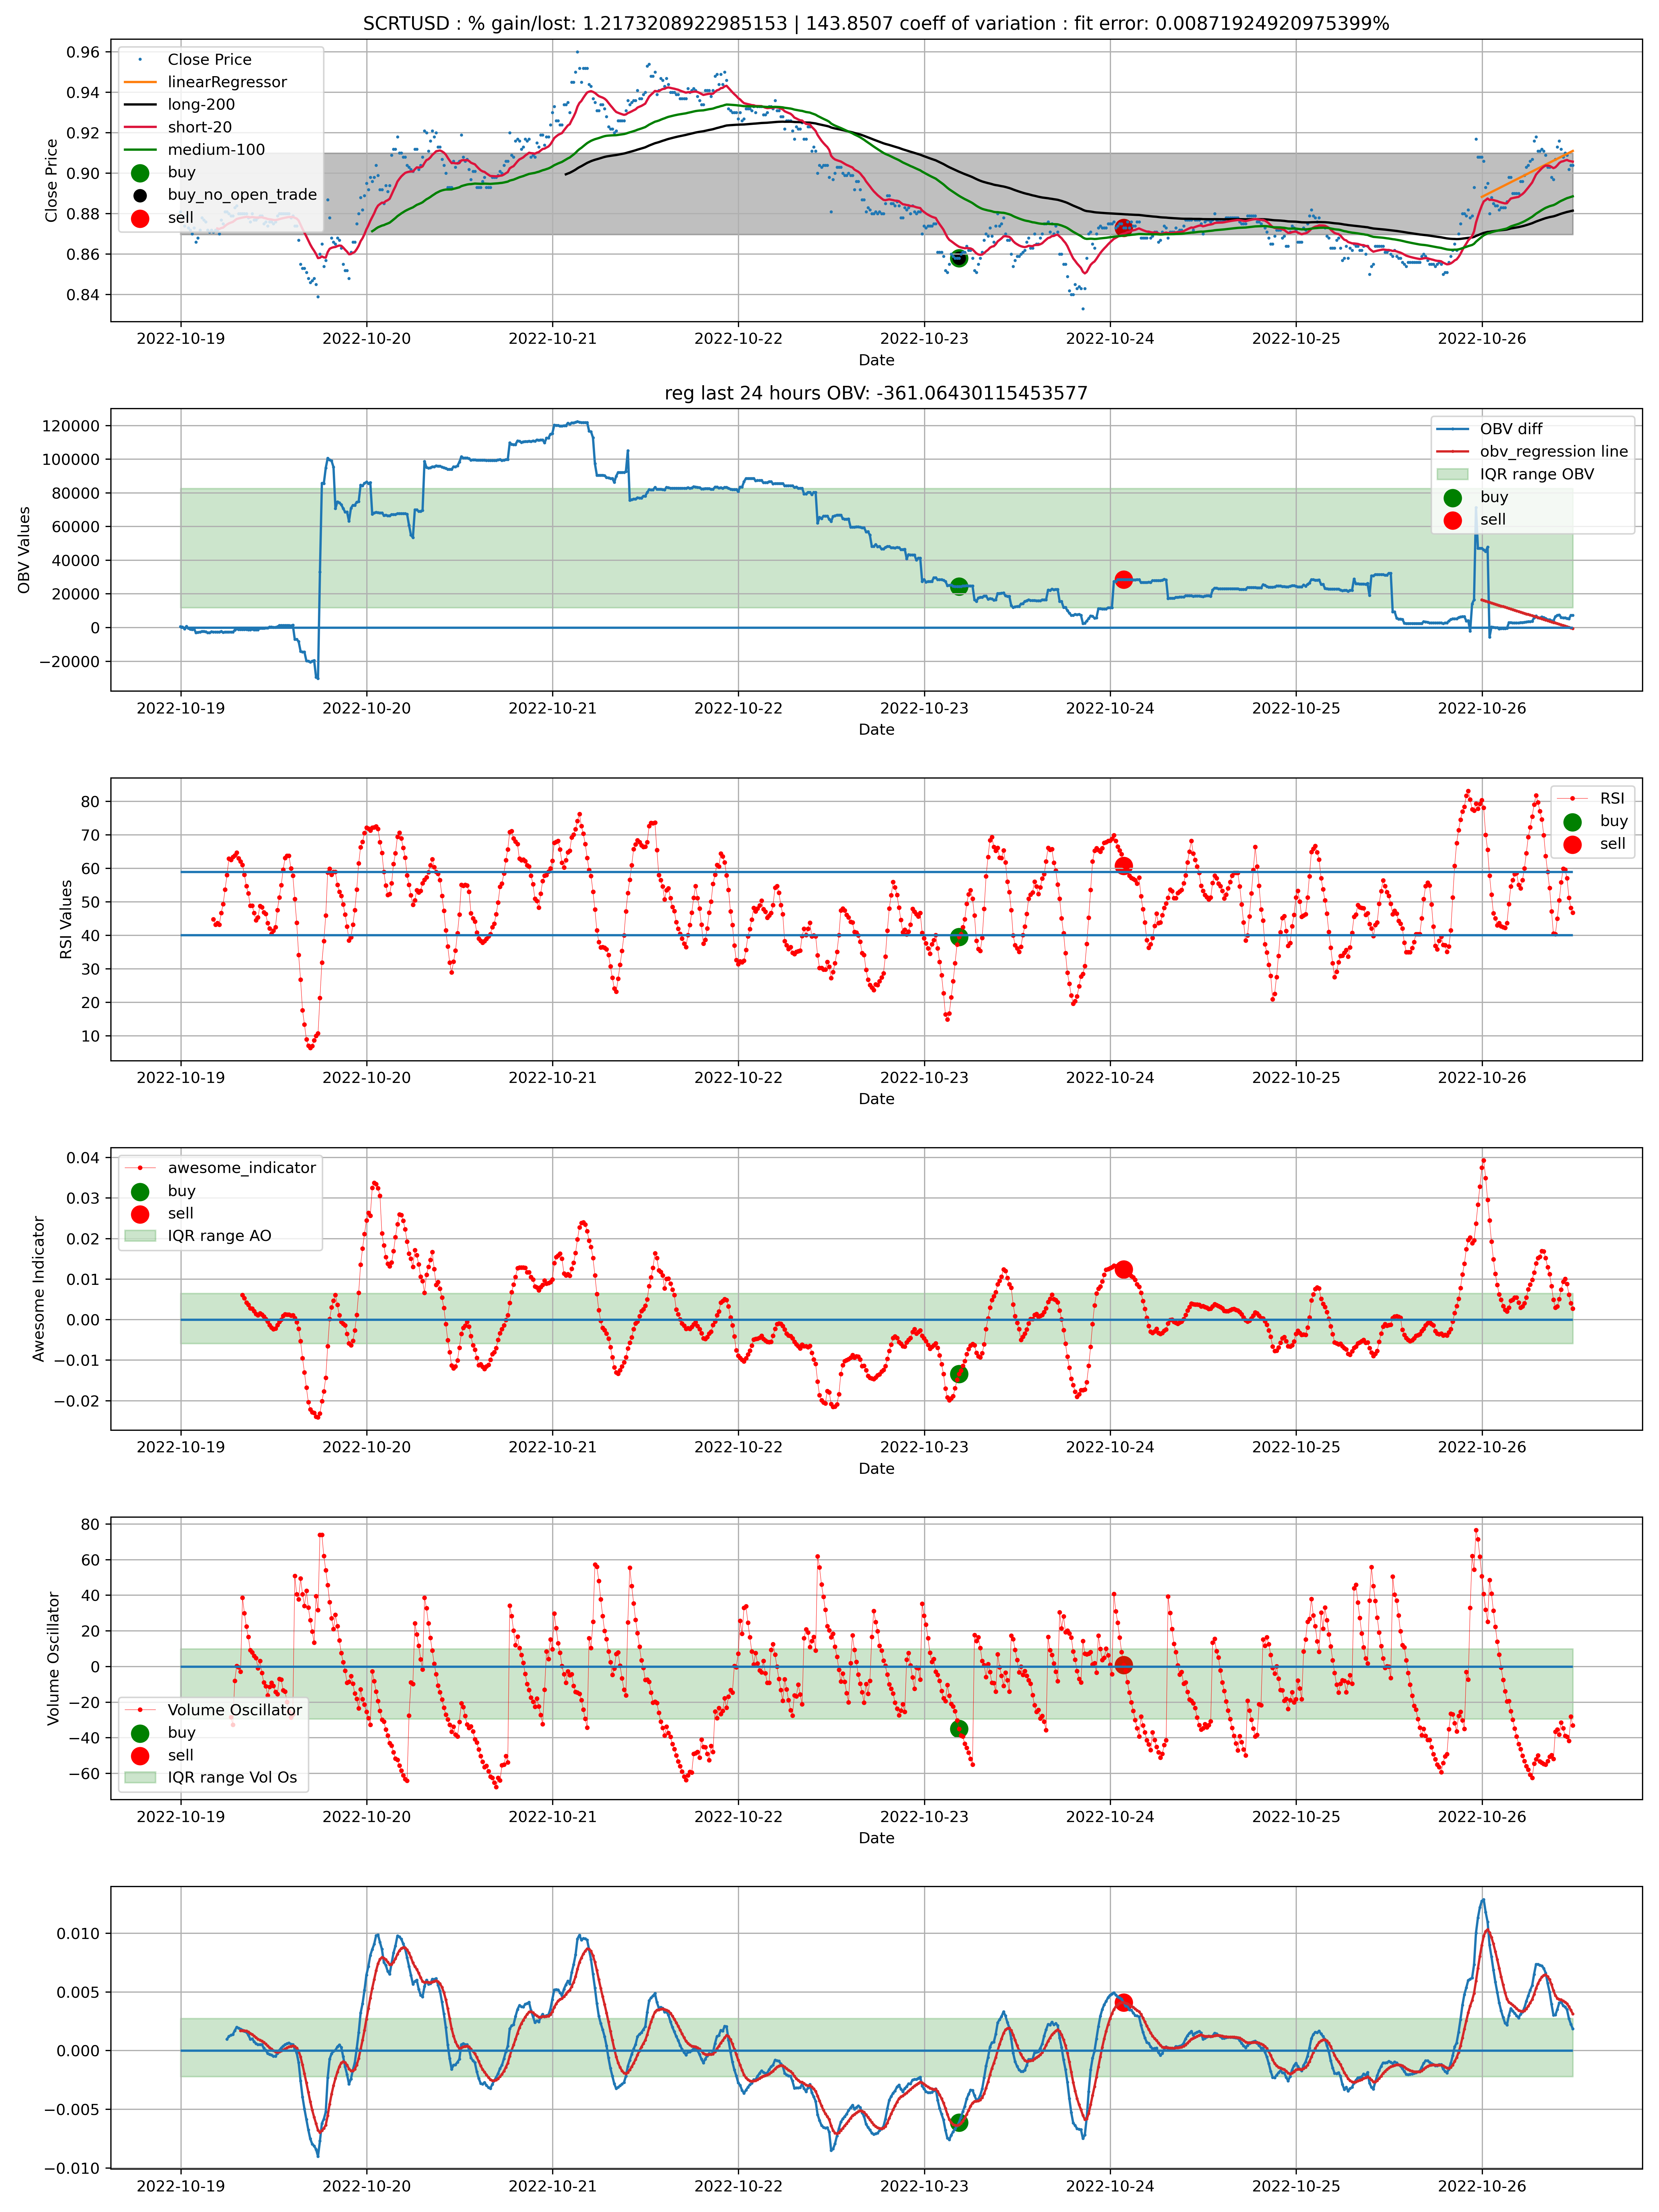 SCRTUSD : % gain/lost: 1.2173208922985153 | 143.8507 coeff of variation : fit error: 0.00871924920975399%
Close Price
0.96
0.94
0.92
0.90
0.88
0.86
0.84
Close Price
linearRegressor
long-200
short-20
medium-100
buy
buy_no_open_trade
sell
2022-10-19 2022-10-20 2022-10-21 2022-10-22 2022-10-23 2022-10-24 2022-10-25 2022-10-26
Date
reg last 24 hours OBV: -361.06430115453577
OBV Values
120000
100000
80000
60000
40000
20000
0
−20000
OBV diff
obv_regression line
IQR range OBV
buy
sell
2022-10-19 2022-10-20 2022-10-21 2022-10-22 2022-10-23 2022-10-24 2022-10-25 2022-10-26
Date
RSI Values
80
70
60
50
40
30
20
10
RSI
buy
sell
2022-10-19 2022-10-20 2022-10-21 2022-10-22 2022-10-23 2022-10-24 2022-10-25 2022-10-26
Date
Awesome Indicator
0.04
0.03
0.02
0.01
0.00
−0.01
−0.02
awesome_indicator
buy
sell
IQR range AO
2022-10-19 2022-10-20 2022-10-21 2022-10-22 2022-10-23 2022-10-24 2022-10-25 2022-10-26
Date
Volume Oscillator
80
60
40
20
0
−20
−40
−60
Volume Oscillator
buy
sell
IQR range Vol Os
2022-10-19 2022-10-20 2022-10-21 2022-10-22 2022-10-23 2022-10-24 2022-10-25 2022-10-26
Date
0.010
0.005
0.000
−0.005
−0.010
2022-10-19 2022-10-20 2022-10-21 2022-10-22 2022-10-23 2022-10-24 2022-10-25 2022-10-26